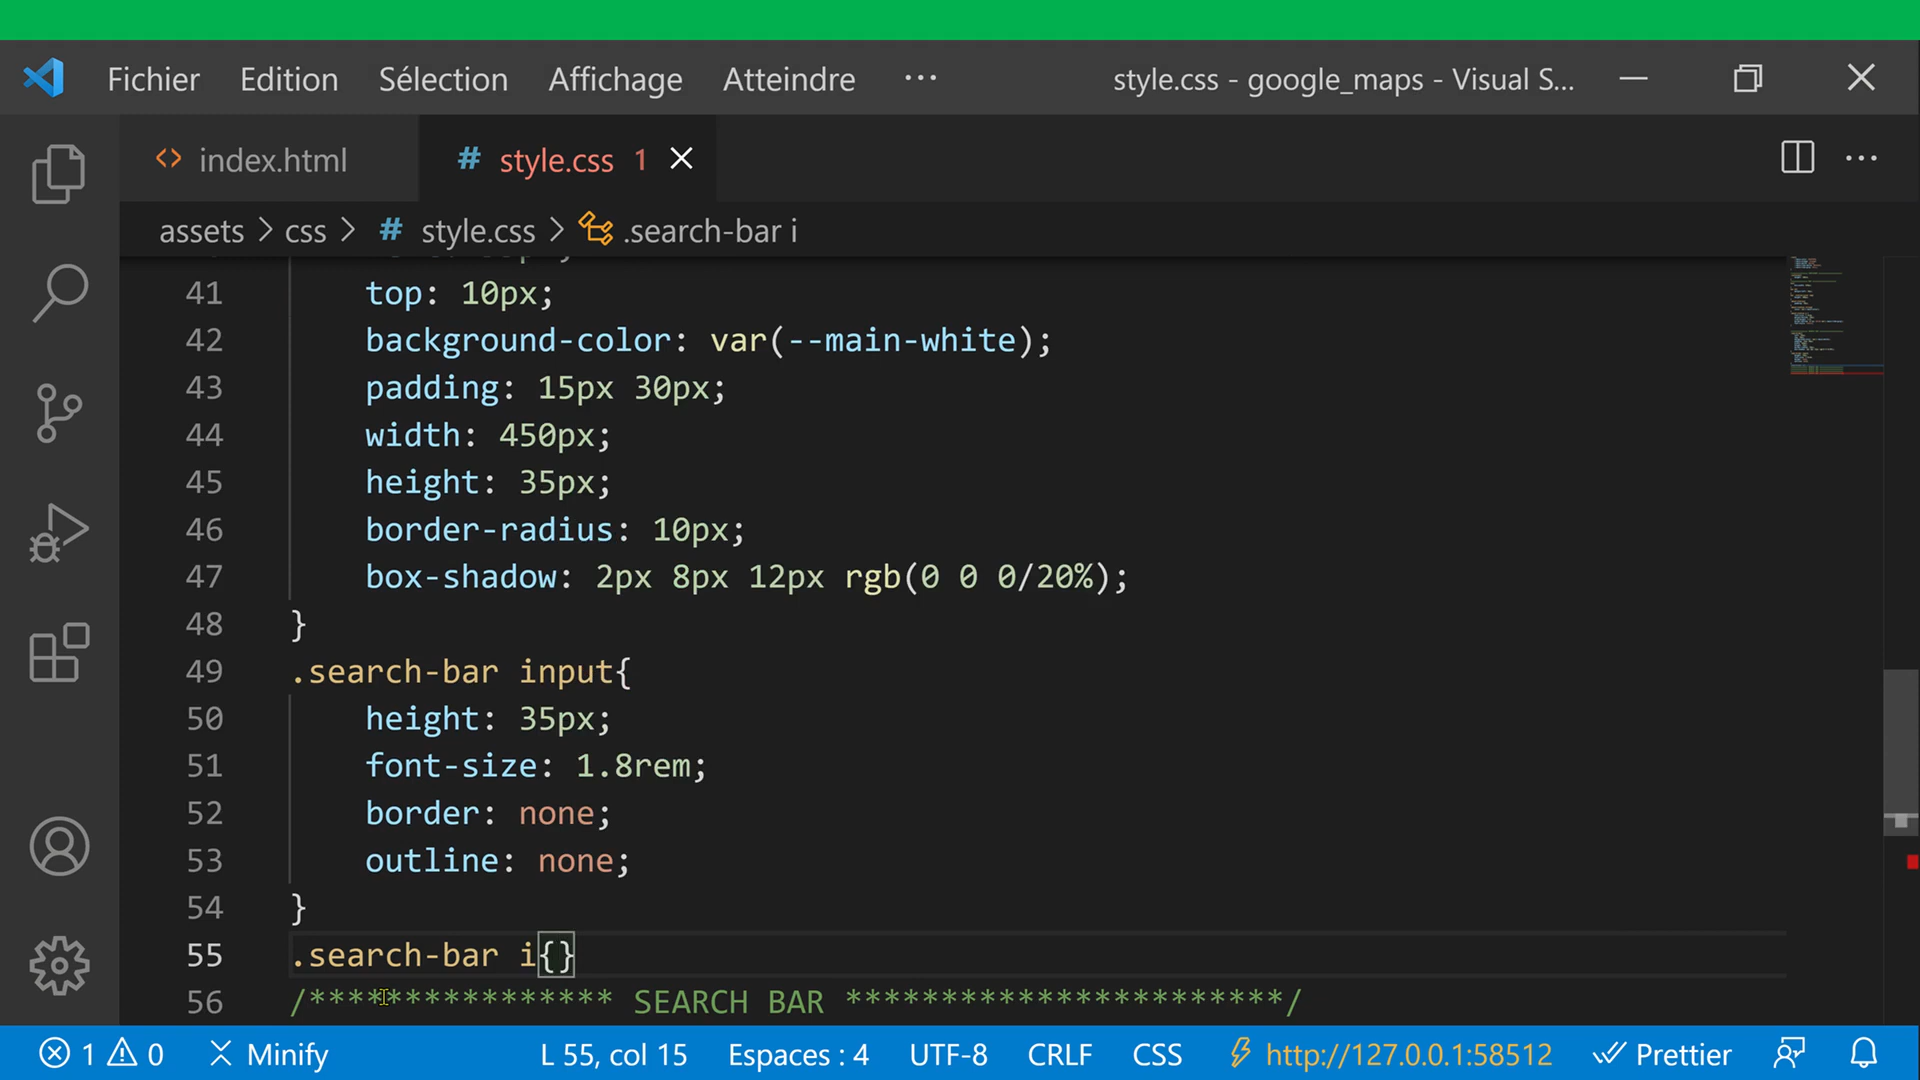 Fichier Edition Sélection Affichage Atteindre ··· style.css - google_maps - Visual S...
index.html # style.css 1
assets > css > # style.css > .search-bar i
41 top: 10px;
42 background-color: var(--main-white);
43 padding: 15px 30px;
44 width: 450px;
45 height: 35px;
46 border-radius: 10px;
47 box-shadow: 2px 8px 12px rgb(0 0 0/20%);
48 }
49 .search-bar input{
50 height: 35px;
51 font-size: 1.8rem;
52 border: none;
53 outline: none;
54 }
55 .search-bar i{}
56 /**************** SEARCH BAR ***********************/
1 0 Minify L 55, col 15 Espaces : 4 UTF-8 CRLF CSS http://127.0.0.1:58512 Prettier